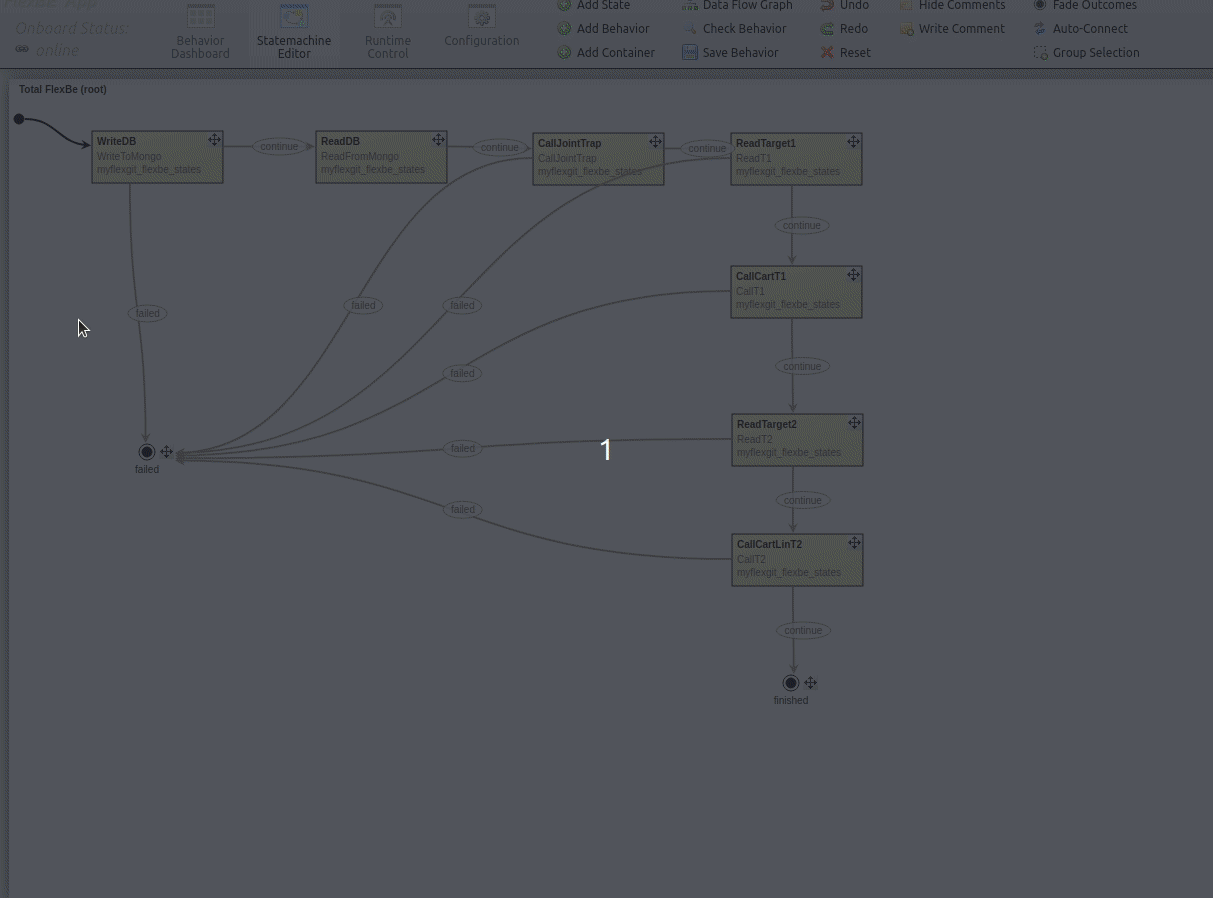 FlexBE App
Onboard Status:
online
Behavior
Dashboard
Statemachine
Editor
Runtime
Control
Configuration
Add State
Add Behavior
Add Container
Data Flow Graph
Check Behavior
Save Behavior
Undo
Redo
Reset
Hide Comments
Write Comment
Fade Outcomes
Auto-Connect
Group Selection
Total FlexBe (root)
WriteDB
WriteToMongo
myflexgit_flexbe_states
continue
ReadDB
ReadFromMongo
myflexgit_flexbe_states
continue
CallJointTrap
CallJointTrap
myflexgit_flexbe_states
continue
ReadTarget1
ReadT1
myflexgit_flexbe_states
continue
CallCartT1
CallT1
myflexgit_flexbe_states
failed
failed
failed
continue
failed
ReadTarget2
ReadT2
myflexgit_flexbe_states
failed
1
failed
continue
failed
CallCartLinT2
CallT2
myflexgit_flexbe_states
continue
finished